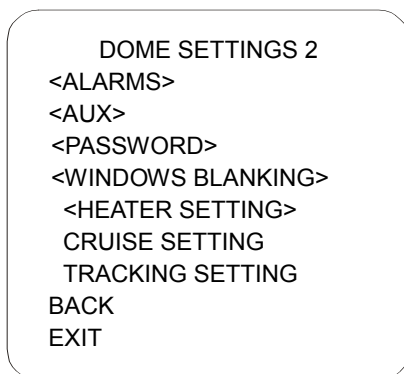 DOME SETTINGS 2
<ALARMS>
<AUX>
<PASSWORD>
<WINDOWS BLANKING>
<HEATER SETTING>
CRUISE SETTING
TRACKING SETTING
BACK
EXIT